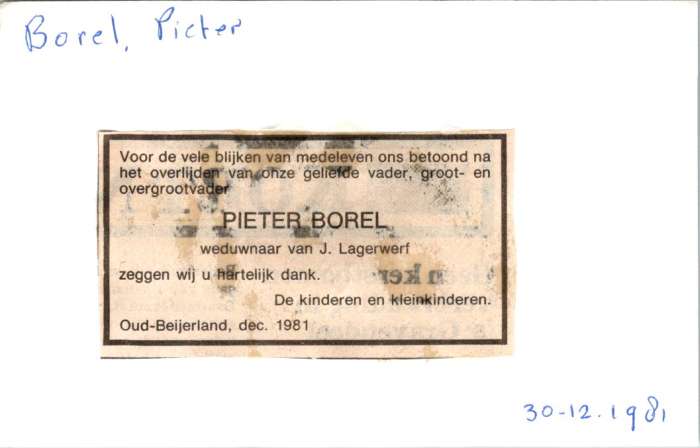 Borel, Pieter
Voor de vele blijken van medeleven ons betoond na
het overlijden van onze geliefde vader, groot- en
overgrootvader
PIETER BOREL
weduwnaar van J. Lagerwerf
zeggen wij u hartelijk dank.
De kinderen en kleinkinderen.
Oud-Beijerland, dec. 1981
30-12-1981